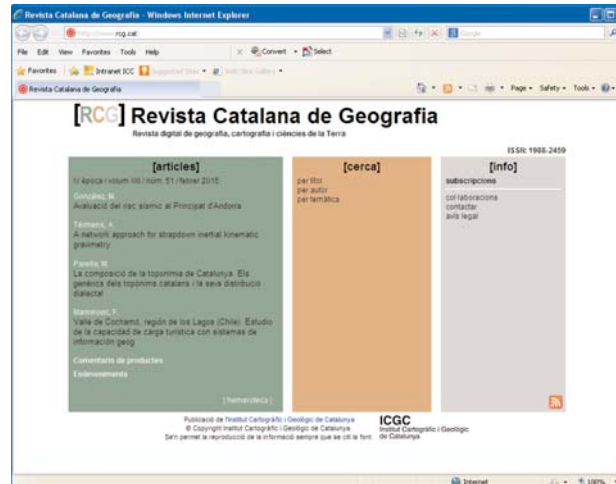 Revista Catalana de Geografia - Windows Internet Explorer
rcg.cat
File Edit View Favorites Tools Help
Convert Select
Favorites Intranet ICC
Revista Catalana de Geografia
Page Safety Tools
[RCG] Revista Catalana de Geografia
Revista digital de geografia, cartografia i ciències de la Terra
ISSN: 1988-2459
[articles]
IV època / volum XIII / núm. 51 / febrer 2015
González, M.
Avaluació del risc sísmic al Principat d'Andorra
Térmens, A.
A network approach for strapdown inertial kinematic
gravimetry
Parella, M.
La composició de la toponímia de Catalunya. Els
genèrics dels topònims catalans i la seva distribució
dialectal
Valle de Cochamó, región de los Lagos (Chile). Estudio
de la capacidad de carga turística con sistemas de
información geog
Comentario de productes
Esdeveniments
[ hemeroteca ]
[cerca]
per títol
per autor
per temàtica
[info]
subscripcions
col·laboracions
contactar
avís legal
Publicació de l'Institut Cartogràfic i Geològic de Catalunya
© Copyright Institut Cartogràfic i Geològic de Catalunya
Se'n permet la reproducció de la informació sempre que se citi la font.
ICGC
Institut Cartogràfic i Geològic
de Catalunya
Internet
100%